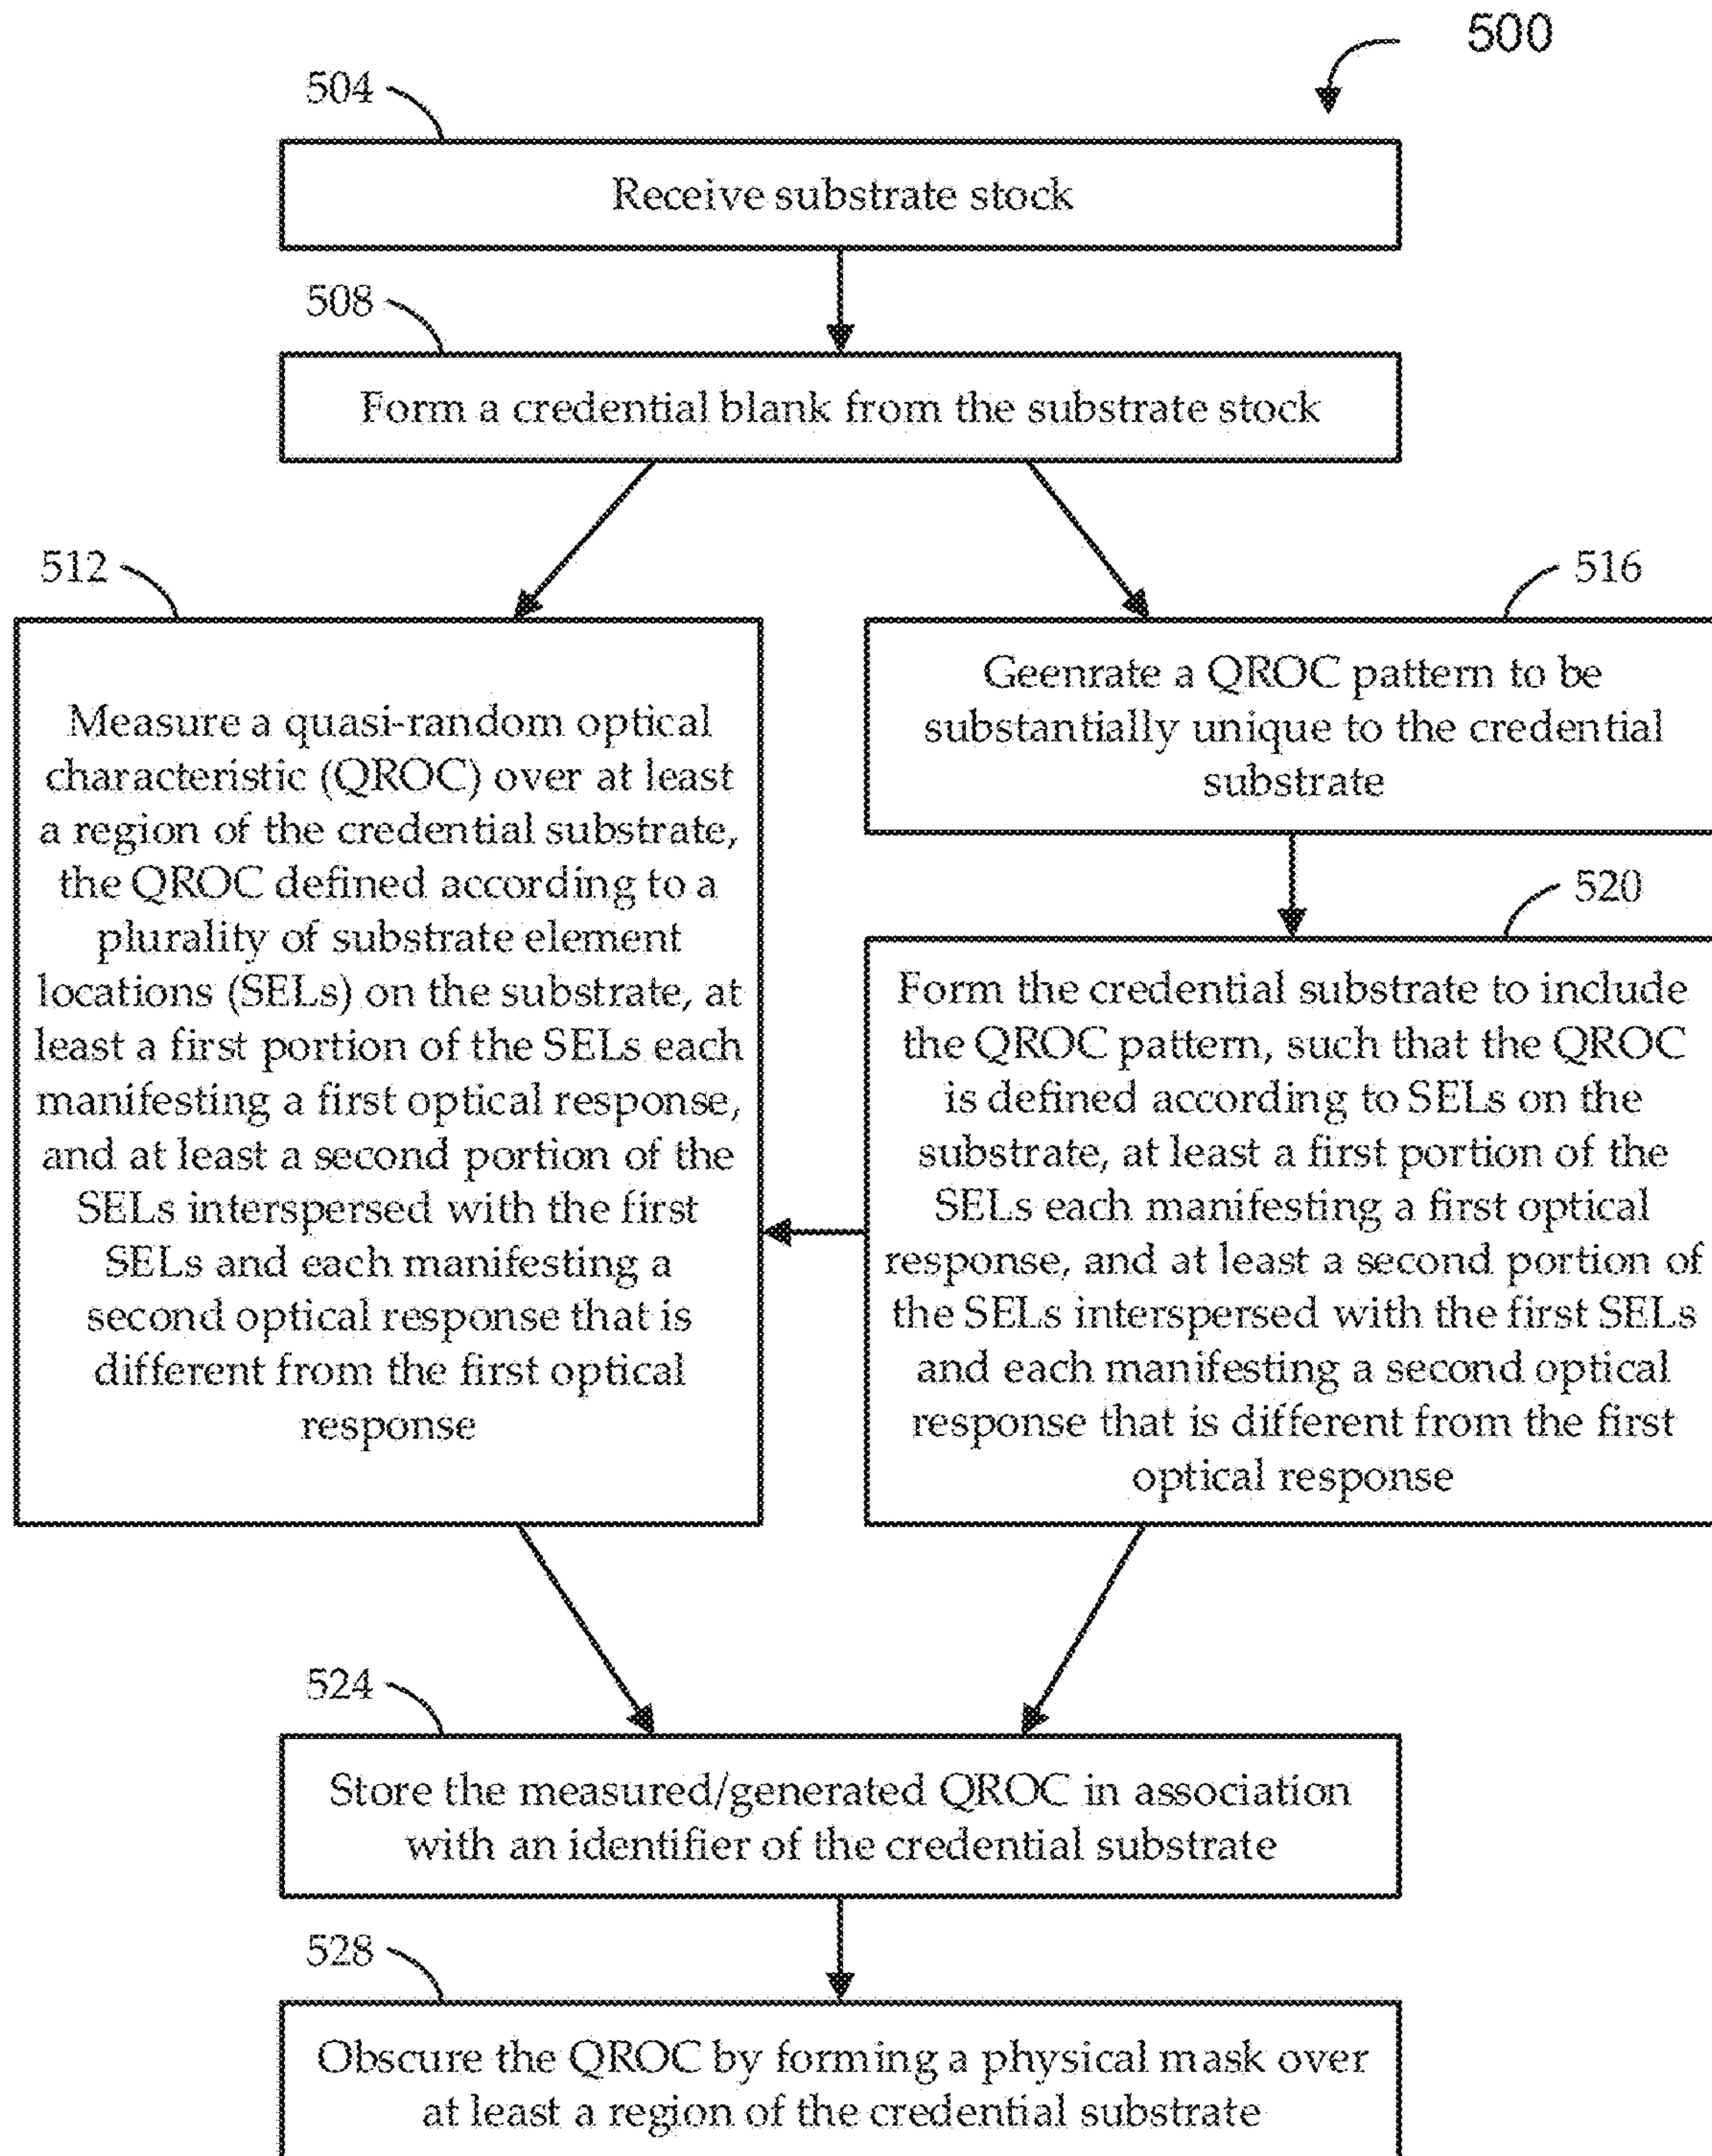 500
504
Receive substrate stock
508
Form a credential blank from the substrate stock
512
Measure a quasi-random optical
characteristic (QROC) over at least
a region of the credential substrate,
the QROC defined according to a
plurality of substrate element
locations (SELs) on the substrate, at
least a first portion of the SELs each
manifesting a first optical response,
and at least a second portion of the
SELs interspersed with the first
SELs and each manifesting a
second optical response that is
different from the first optical
response
516
Geenrate a QROC pattern to be
substantially unique to the credential
substrate
520
Form the credential substrate to include
the QROC pattern, such that the QROC
is defined according to SELs on the
substrate, at least a first portion of the
SELs each manifesting a first optical
response, and at least a second portion of
the SELs interspersed with the first SELs
and each manifesting a second optical
response that is different from the first
optical response
524
Store the measured/generated QROC in association
with an identifier of the credential substrate
528
Obscure the QROC by forming a physical mask over
at least a region of the credential substrate